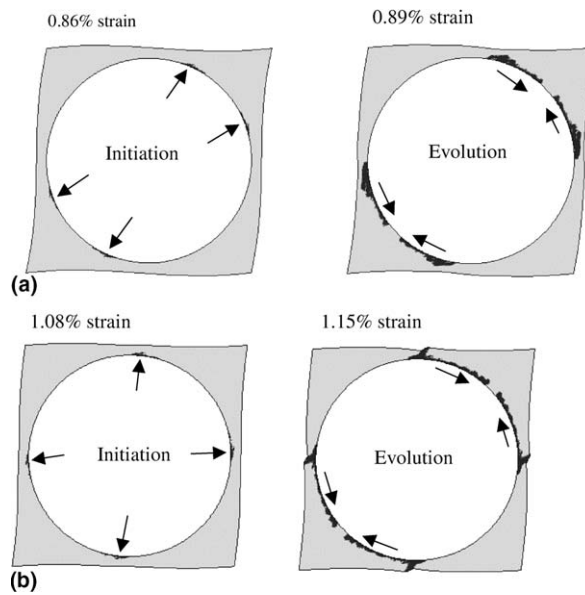 0.86% strain
0.89% strain
Initiation
Evolution
(a)
1.08% strain
1.15% strain
Initiation
Evolution
(b)